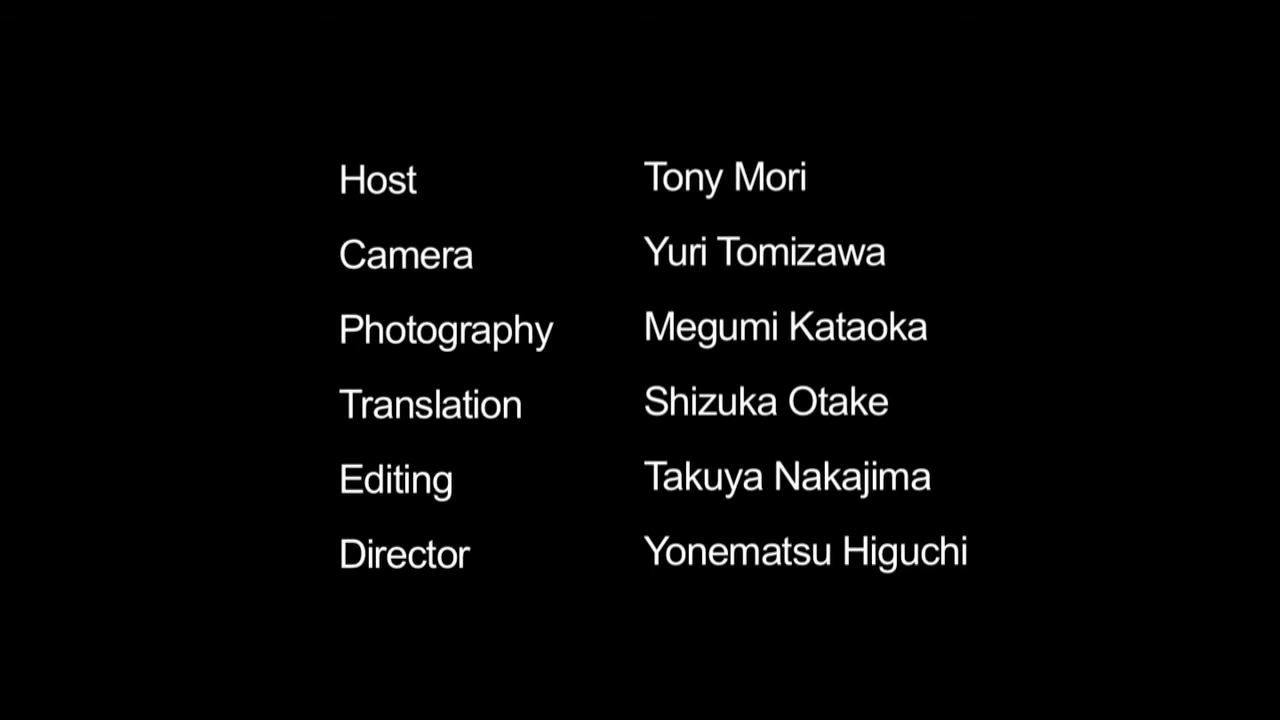 Host Tony Mori
Camera Yuri Tomizawa
Photography Megumi Kataoka
Translation Shizuka Otake
Editing Takuya Nakajima
Director Yonematsu Higuchi